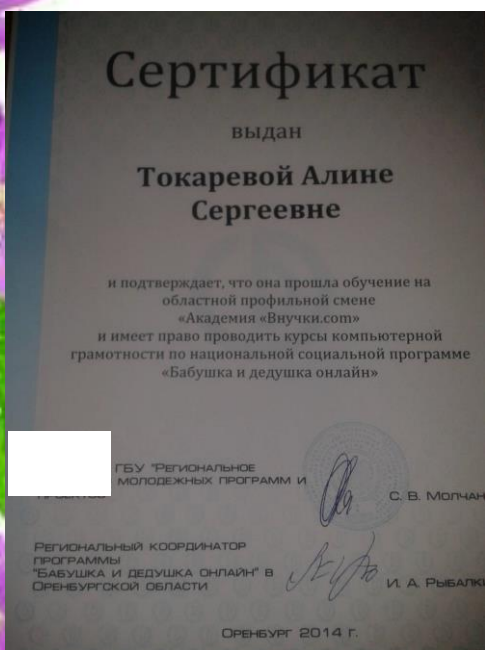 Сертификат
выдан
Токаревой Алине
Сергеевне
и подтверждает, что она прошла обучение на
областной профильной смене
«Академия «Внучки.com»
и имеет право проводить курсы компьютерной
грамотности по национальной социальной программе
«Бабушка и дедушка онлайн»
ГБУ "Региональное
молодежных программ и
С. В. Молчан
Региональный координатор
программы
"Бабушка и дедушка онлайн" в
Оренбургской области
И. А. Рыбалк
Оренбург 2014 г.